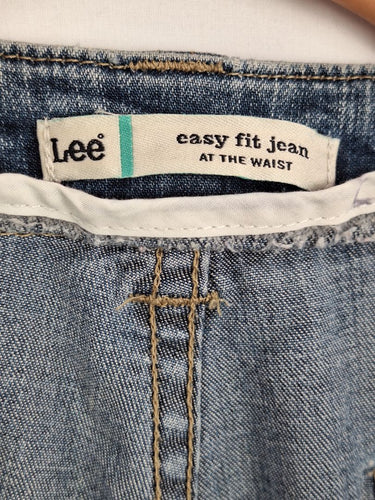 Lee
easy fit jean
AT THE WAIST